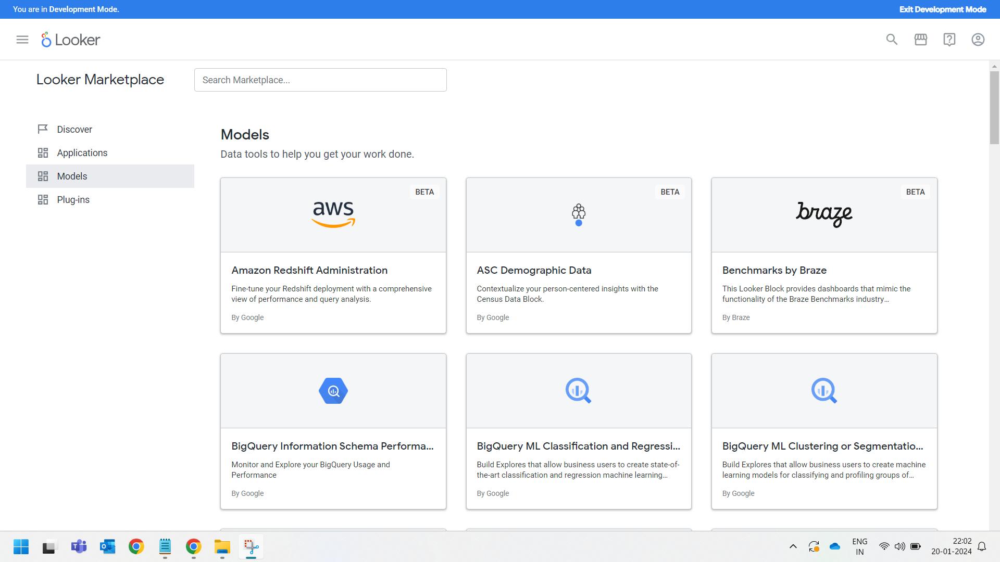 You are in Development Mode.
Exit Development Mode
Looker
Looker Marketplace
Search Marketplace...
Discover
Applications
Models
Plug-ins
Models
Data tools to help you get your work done.
BETA
aws
Amazon Redshift Administration
Fine-tune your Redshift deployment with a comprehensive
view of performance and query analysis.
By Google
BETA
ASC Demographic Data
Contextualize your person-centered insights with the
Census Data Block.
By Google
BETA
braze
Benchmarks by Braze
This Looker Block provides dashboards that mimic the
functionality of the Braze Benchmarks industry...
By Braze
BigQuery Information Schema Performa...
Monitor and Explore your BigQuery Usage and
Performance
By Google
BigQuery ML Classification and Regressi...
Build Explores that allow business users to create state-of-
the-art classification and regression machine learning...
By Google
BigQuery ML Clustering or Segmentatio...
Build Explores that allow business users to create machine
learning models for classifying and profiling groups of...
By Google
ENG
IN
22:02
20-01-2024